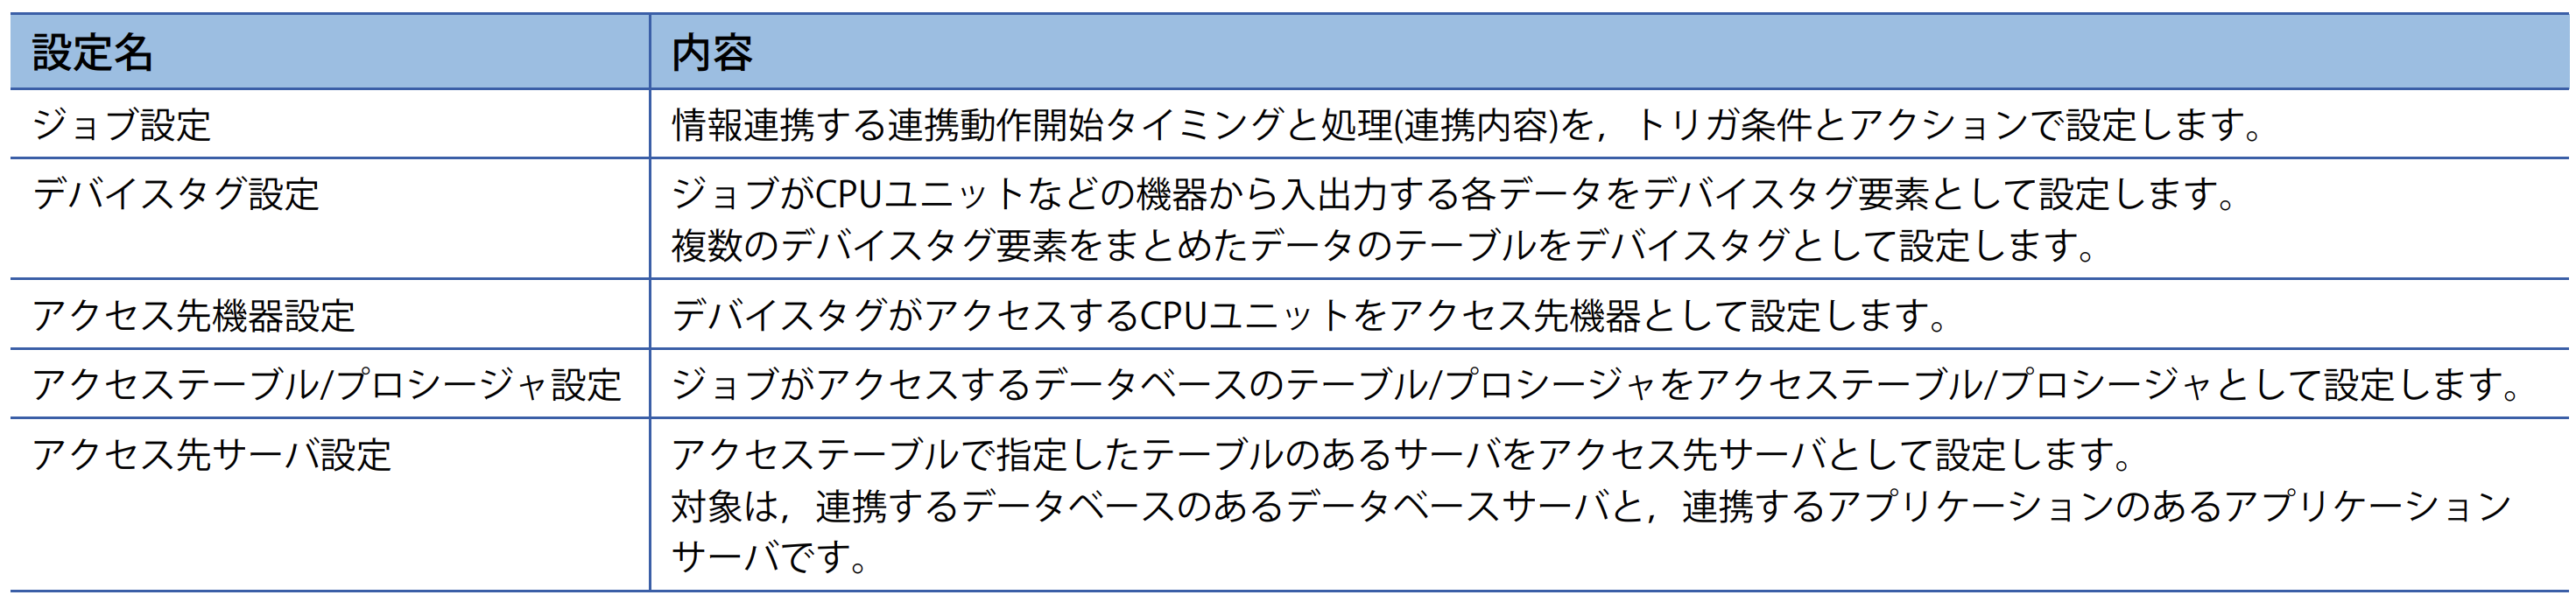 設定名 内容
ジョブ設定 情報連携する連携動作開始タイミングと処理(連携内容)を，トリガ条件とアクションで設定します。
デバイスタグ設定 ジョブがCPUユニットなどの機器から入出力する各データをデバイスタグ要素として設定します。
複数のデバイスタグ要素をまとめたデータのテーブルをデバイスタグとして設定します。
アクセス先機器設定 デバイスタグがアクセスするCPUユニットをアクセス先機器として設定します。
アクセステーブル/プロシージャ設定 ジョブがアクセスするデータベースのテーブル/プロシージャをアクセステーブル/プロシージャとして設定します。
アクセス先サーバ設定 アクセステーブルで指定したテーブルのあるサーバをアクセス先サーバとして設定します。
対象は，連携するデータベースのあるデータベースサーバと，連携するアプリケーションのあるアプリケーション
サーバです。